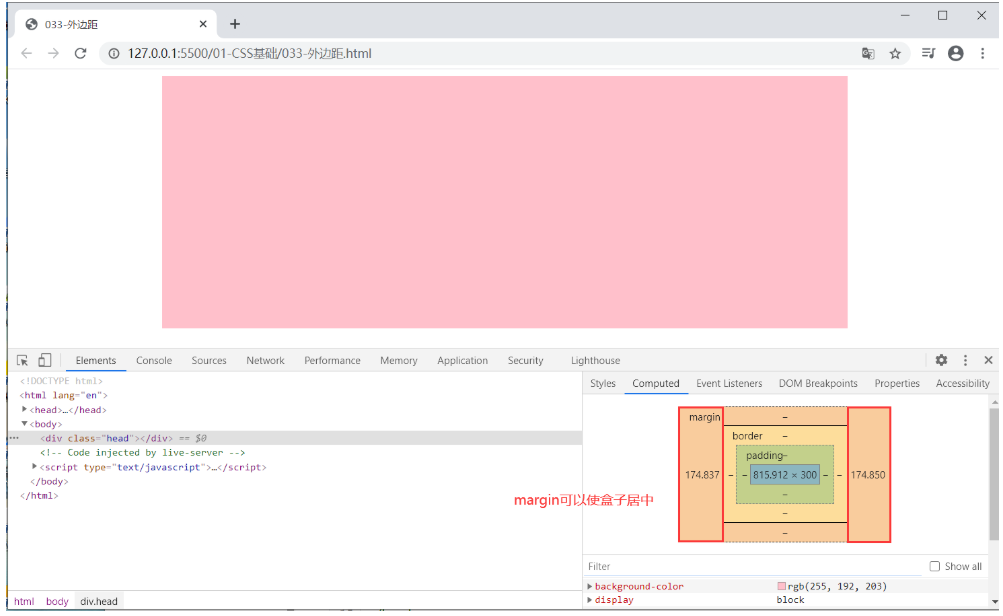 033-外边距
127.0.0.1:5500/01-CSS基础/033-外边距.html
Elements Console Sources Network Performance Memory Application Security Lighthouse
Styles Computed Event Listeners DOM Breakpoints Properties Accessibility
<!DOCTYPE html>
<html lang="en">
<head>…</head>
<body>
<div class="head"></div> == $0
<!-- Code injected by live-server -->
<script type="text/javascript">…</script>
</body>
</html>
margin可以使盒子居中
margin –
border –
padding–
174.837 – – 815.912 × 300 – – 174.850
–
–
–
Filter Show all
background-color rgb(255, 192, 203)
display block
html body div.head